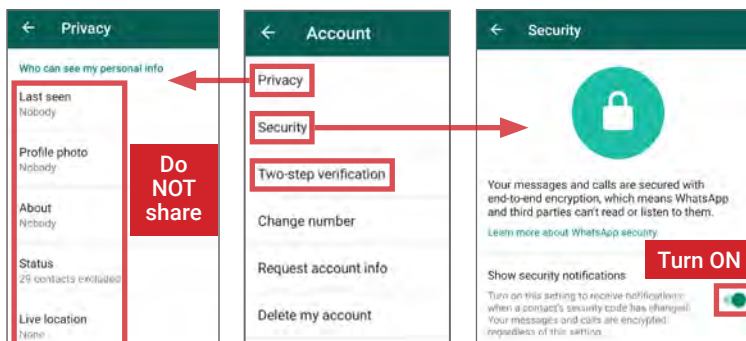 ← Privacy
Who can see my personal info
Last seen
Nobody
Profile photo
Nobody
About
Nobody
Status
29 contacts excluded
Live location
None
Do
NOT
share
← Account
Privacy
Security
Two-step verification
Change number
Request account info
Delete my account
← Security
Your messages and calls are secured with
end-to-end encryption, which means WhatsApp
and third parties can't read or listen to them.
Learn more about WhatsApp security
Turn ON
Show security notifications
Turn on this setting to receive notifications
when a contact's security code has changed.
Your messages and calls are encrypted
regardless of this setting.